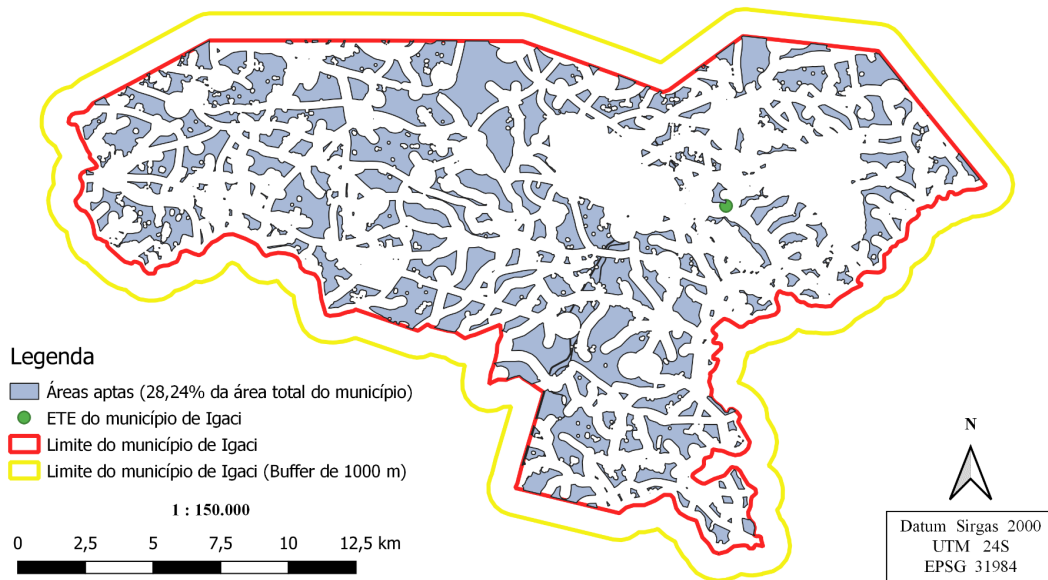 Legenda
Áreas aptas (28,24% da área total do município)
ETE do município de Igaci
Limite do município de Igaci
Limite do município de Igaci (Buffer de 1000 m)
1 : 150.000
0 2,5 5 7,5 10 12,5 km
N
Datum Sirgas 2000
UTM 24S
EPSG 31984